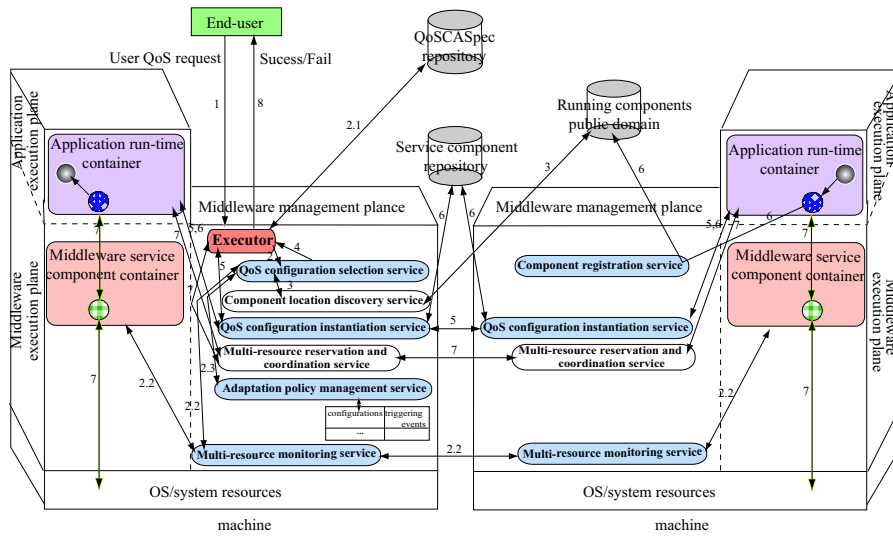 End-user
User QoS request
Sucess/Fail
1
8
QoSCASpec
repository
2.1
Running components
public domain
Service component
repository
3
6
Application
execution plane
Application run-time
container
Application
execution plane
Application run-time
container
Middleware management plance
Middleware management plance
6
6
6
5,6
5,6
7
7
7
7
Executor
4
2
5
3
Middleware service
component container
Middleware service
component container
Middleware
execution plane
Middleware
execution plane
QoS configuration selection service
Component registration service
Component location discovery service
7
QoS configuration instantiation service
5
QoS configuration instantiation service
Multi-resource reservation and
coordination service
7
Multi-resource reservation and
coordination service
2.3
Adaptation policy management service
configurations
triggering
events
...
7
2.2
2.2
2.2
7
Multi-resource monitoring service
2.2
Multi-resource monitoring service
OS/system resources
OS/system resources
machine
machine